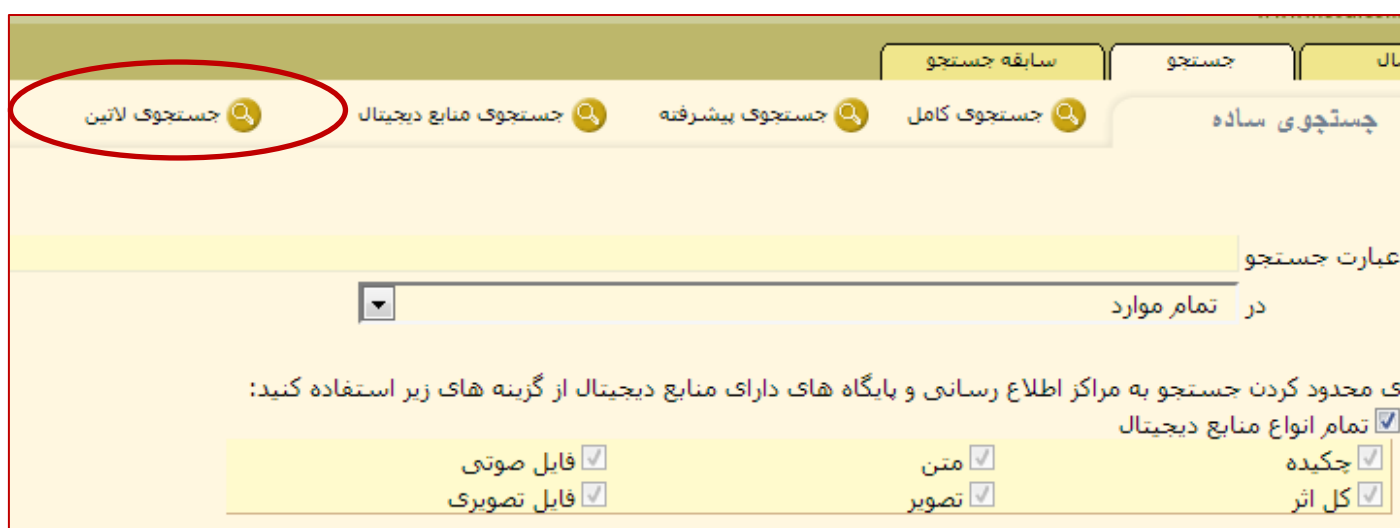 جستجو سابقه جستجو
جستجوی ساده جستجوی کامل جستجوی پیشرفته جستجوی منابع دیجیتال جستجوی لاتین
عبارت جستجو
در تمام موارد
محدود کردن جستجو به مراکز اطلاع رسانی و پایگاه های دارای منابع دیجیتال از گزینه های زیر استفاده کنید:
تمام انواع منابع دیجیتال
چکیده متن فایل صوتی
کل اثر تصویر فایل تصویری